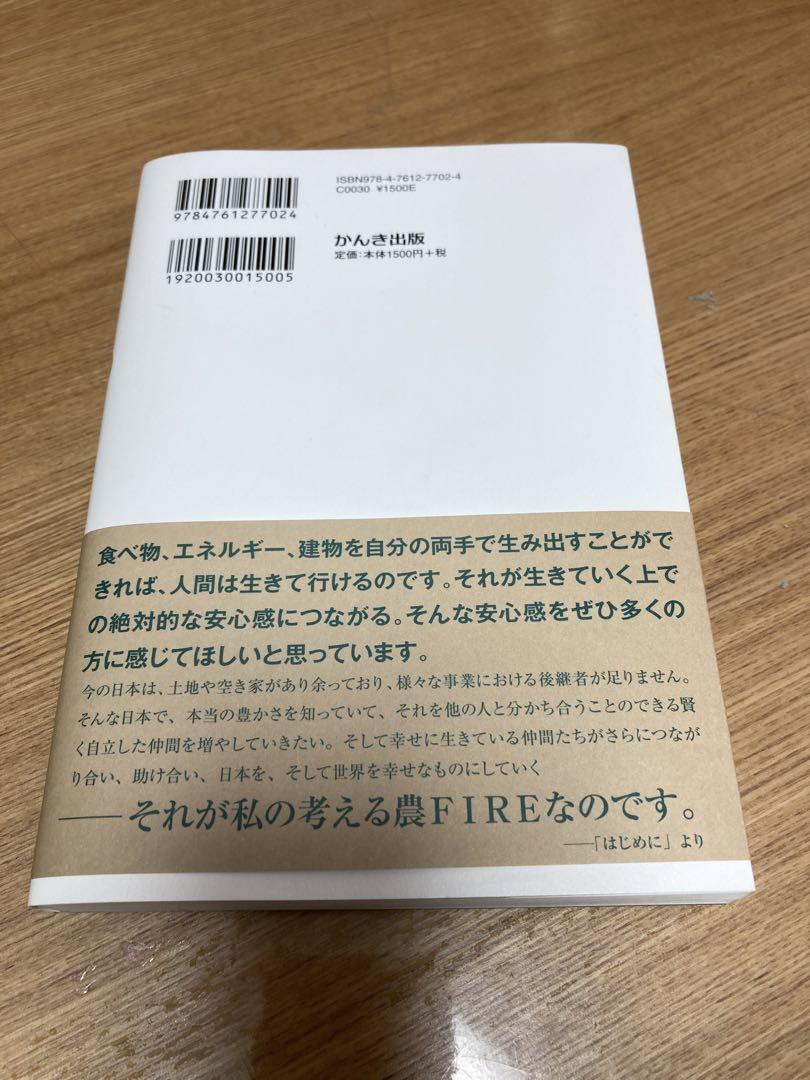 ISBN978-4-7612-7702-4
C0030 ¥1500E
9784761277024
かんき出版
定価:本体1500円+税
1920030015005
食べ物、エネルギー、建物を自分の両手で生み出すことがで
きれば、人間は生きて行けるのです。それが生きていく上で
の絶対的な安心感につながる。そんな安心感をぜひ多くの
方に感じてほしいと思っています。
今の日本は、土地や空き家があり余っており、様々な事業における後継者が足りません。
そんな日本で、本当の豊かさを知っていて、それを他の人と分かち合うことのできる賢
く自立した仲間を増やしていきたい。そして幸せに生きている仲間たちがさらにつなが
り合い、助け合い、日本を、そして世界を幸せなものにしていく
——それが私の考える農FIREなのです。
——「はじめに」より